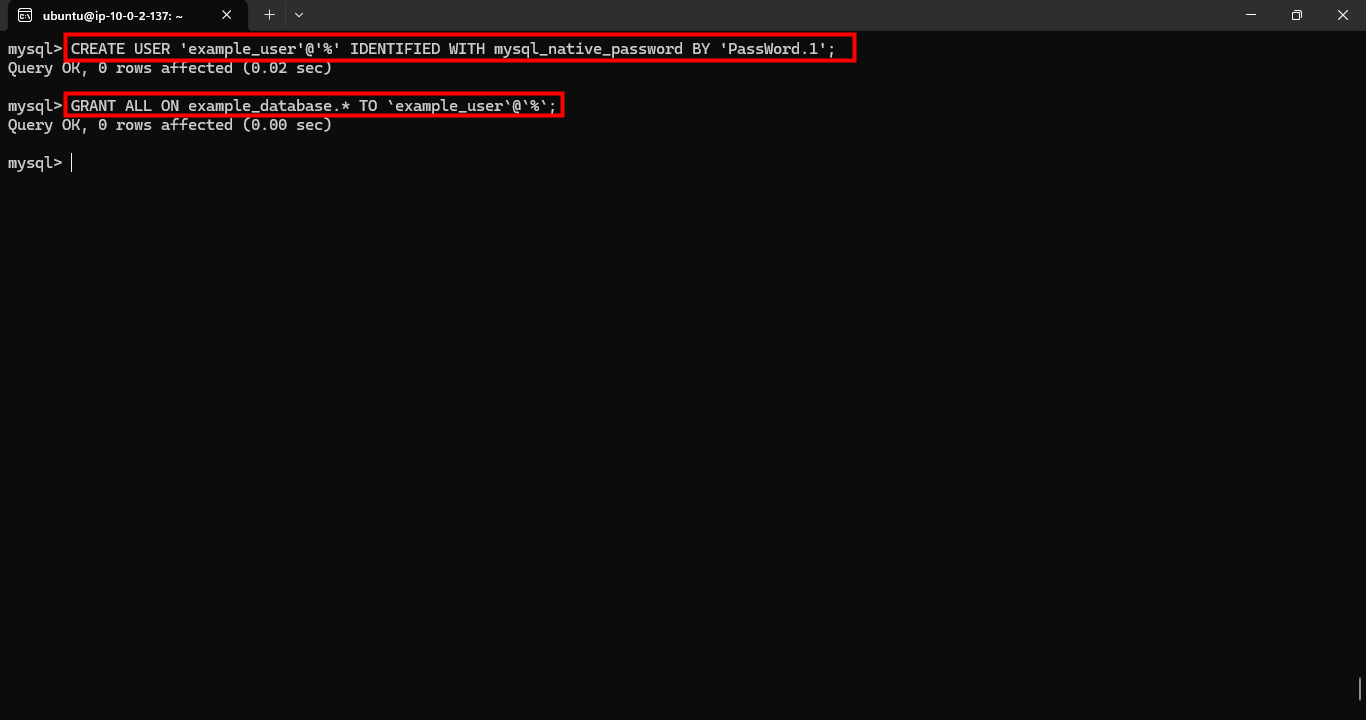 ubuntu@ip-10-0-2-137: ~
mysql> CREATE USER 'example_user'@'%' IDENTIFIED WITH mysql_native_password BY 'PassWord.1';
Query OK, 0 rows affected (0.02 sec)
mysql> GRANT ALL ON example_database.* TO `example_user`@`%`;
Query OK, 0 rows affected (0.00 sec)
mysql>